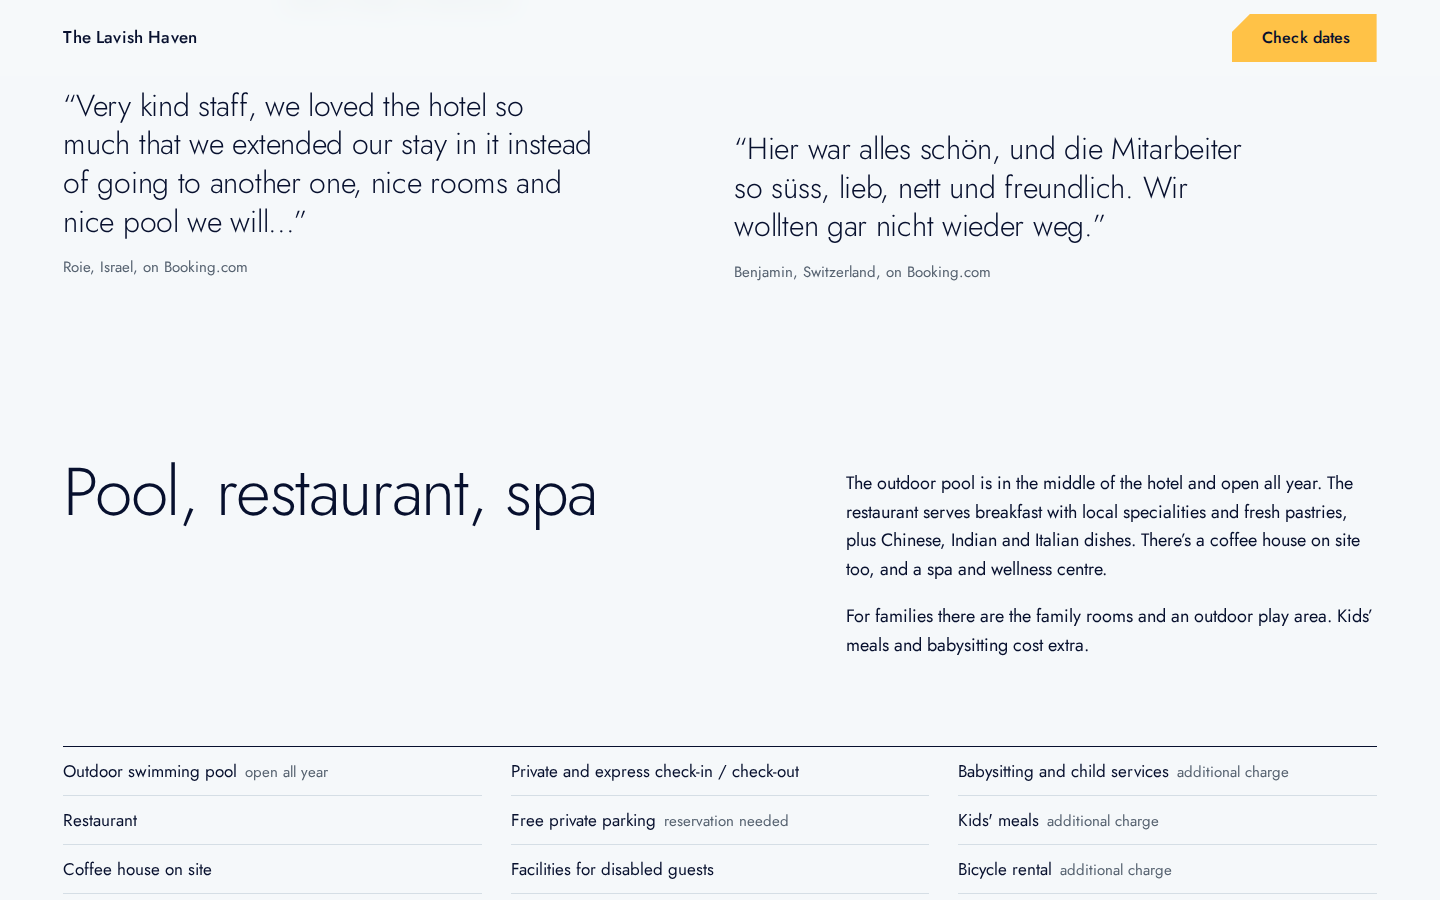 The Lavish Haven
Check dates
“Very kind staff, we loved the hotel so
much that we extended our stay in it instead
of going to another one, nice rooms and
nice pool we will…”
Roie, Israel, on Booking.com
“Hier war alles schön, und die Mitarbeiter
so süss, lieb, nett und freundlich. Wir
wollten gar nicht wieder weg.”
Benjamin, Switzerland, on Booking.com
Pool, restaurant, spa
The outdoor pool is in the middle of the hotel and open all year. The
restaurant serves breakfast with local specialities and fresh pastries,
plus Chinese, Indian and Italian dishes. There’s a coffee house on site
too, and a spa and wellness centre.
For families there are the family rooms and an outdoor play area. Kids’
meals and babysitting cost extra.
Outdoor swimming pool open all year
Restaurant
Coffee house on site
Private and express check-in / check-out
Free private parking reservation needed
Facilities for disabled guests
Babysitting and child services additional charge
Kids' meals additional charge
Bicycle rental additional charge